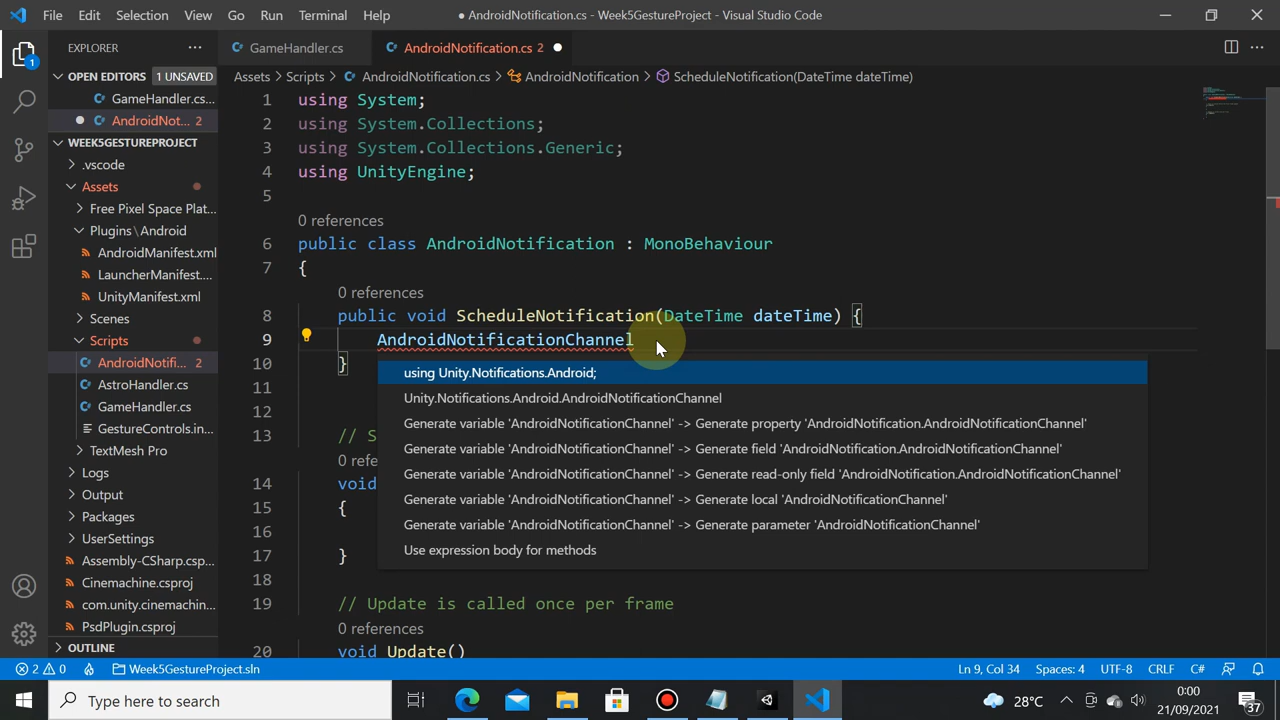 File Edit Selection View Go Run Terminal Help
● AndroidNotification.cs - Week5GestureProject - Visual Studio Code
EXPLORER
GameHandler.cs
AndroidNotification.cs 2
OPEN EDITORS 1 UNSAVED
Assets > Scripts > AndroidNotification.cs > AndroidNotification > ScheduleNotification(DateTime dateTime)
GameHandler.cs...
AndroidNot... 2
WEEK5GESTUREPROJECT
.vscode
Assets
Free Pixel Space Plat...
Plugins\Android
AndroidManifest.xml
LauncherManifest....
UnityManifest.xml
Scenes
Scripts
AndroidNotifi... 2
AstroHandler.cs
GameHandler.cs
GestureControls.in...
TextMesh Pro
Logs
Output
Packages
UserSettings
Assembly-CSharp.csp...
Cinemachine.csproj
com.unity.cinemachin...
PsdPlugin.csproj
OUTLINE
1 using System;
2 using System.Collections;
3 using System.Collections.Generic;
4 using UnityEngine;
5
0 references
6 public class AndroidNotification : MonoBehaviour
7 {
0 references
8 public void ScheduleNotification(DateTime dateTime) {
9 AndroidNotificationChannel
10 }
11
12
13 // S
0 refe
14 void
15 {
16
17 }
18
19 // Update is called once per frame
0 references
20 void Update()
using Unity.Notifications.Android;
Unity.Notifications.Android.AndroidNotificationChannel
Generate variable 'AndroidNotificationChannel' -> Generate property 'AndroidNotification.AndroidNotificationChannel'
Generate variable 'AndroidNotificationChannel' -> Generate field 'AndroidNotification.AndroidNotificationChannel'
Generate variable 'AndroidNotificationChannel' -> Generate read-only field 'AndroidNotification.AndroidNotificationChannel'
Generate variable 'AndroidNotificationChannel' -> Generate local 'AndroidNotificationChannel'
Generate variable 'AndroidNotificationChannel' -> Generate parameter 'AndroidNotificationChannel'
Use expression body for methods
1
2 0 Week5GestureProject.sln
Ln 9, Col 34 Spaces: 4 UTF-8 CRLF C#
Type here to search
28°C
0:00
21/09/2021
37